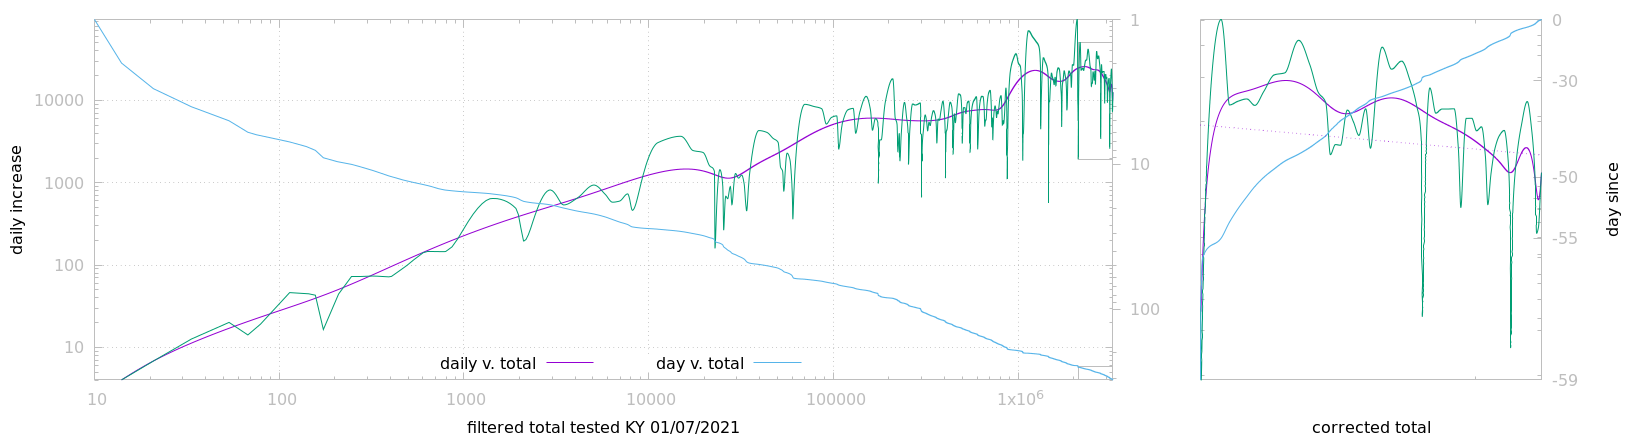 daily increase
10000
1000
100
10
daily v. total
day v. total
10
100
1000
10000
100000
1x10^6
filtered total tested KY 01/07/2021
1
10
100
0
-30
-50
-55
-59
day since
corrected total